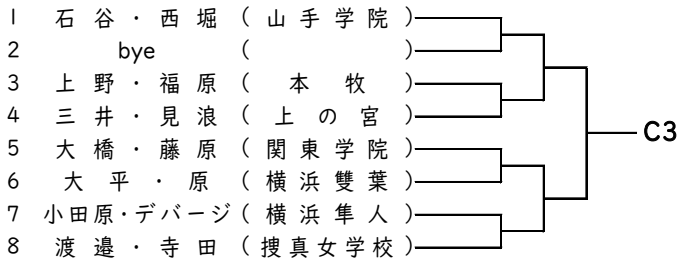 1 石谷・西堀 (山手学院)
2 bye ( )
3 上野・福原 (本牧)
4 三井・見浪 (上の宮)
5 大橋・藤原 (関東学院)
6 大平・原 (横浜雙葉)
7 小田原・デバージ (横浜隼人)
8 渡邉・寺田 (捜真女学校)
C3